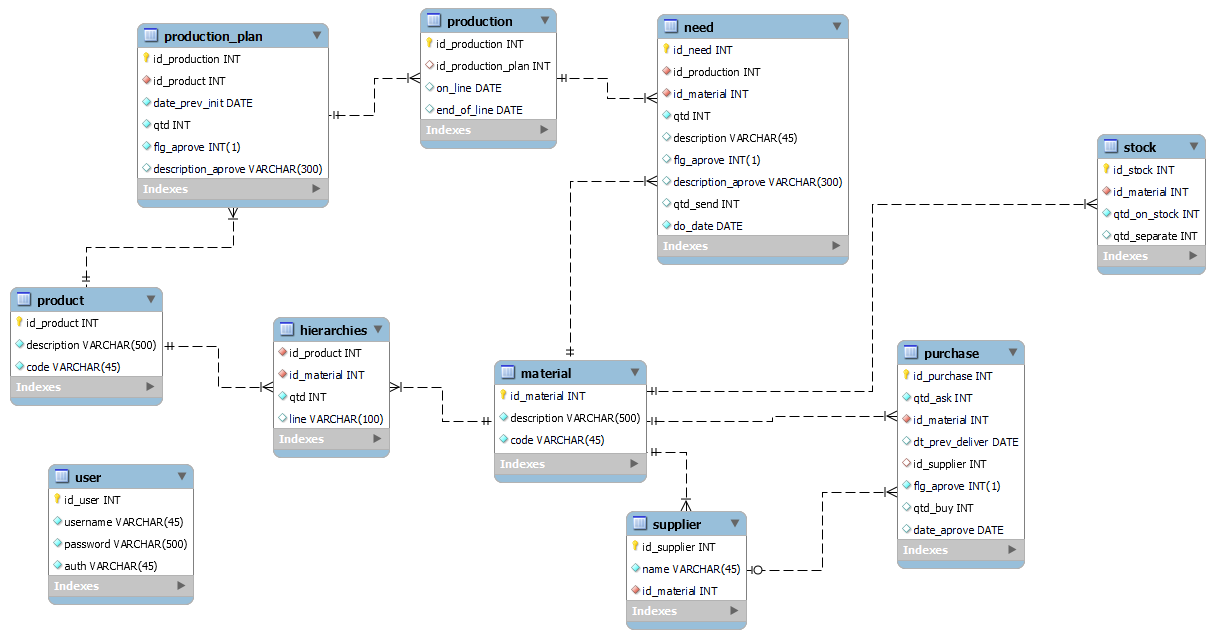 production_plan
id_production INT
id_product INT
date_prev_init DATE
qtd INT
flg_aprove INT(1)
description_aprove VARCHAR(300)
Indexes
production
id_production INT
id_production_plan INT
on_line DATE
end_of_line DATE
Indexes
need
id_need INT
id_production INT
id_material INT
qtd INT
description VARCHAR(45)
flg_aprove INT(1)
description_aprove VARCHAR(300)
qtd_send INT
do_date DATE
Indexes
stock
id_stock INT
id_material INT
qtd_on_stock INT
qtd_separate INT
Indexes
product
id_product INT
description VARCHAR(500)
code VARCHAR(45)
Indexes
hierarchies
id_product INT
id_material INT
qtd INT
line VARCHAR(100)
Indexes
material
id_material INT
description VARCHAR(500)
code VARCHAR(45)
Indexes
purchase
id_purchase INT
qtd_ask INT
id_material INT
dt_prev_deliver DATE
id_supplier INT
flg_aprove INT(1)
qtd_buy INT
date_aprove DATE
Indexes
user
id_user INT
username VARCHAR(45)
password VARCHAR(500)
auth VARCHAR(45)
Indexes
supplier
id_supplier INT
name VARCHAR(45)
id_material INT
Indexes